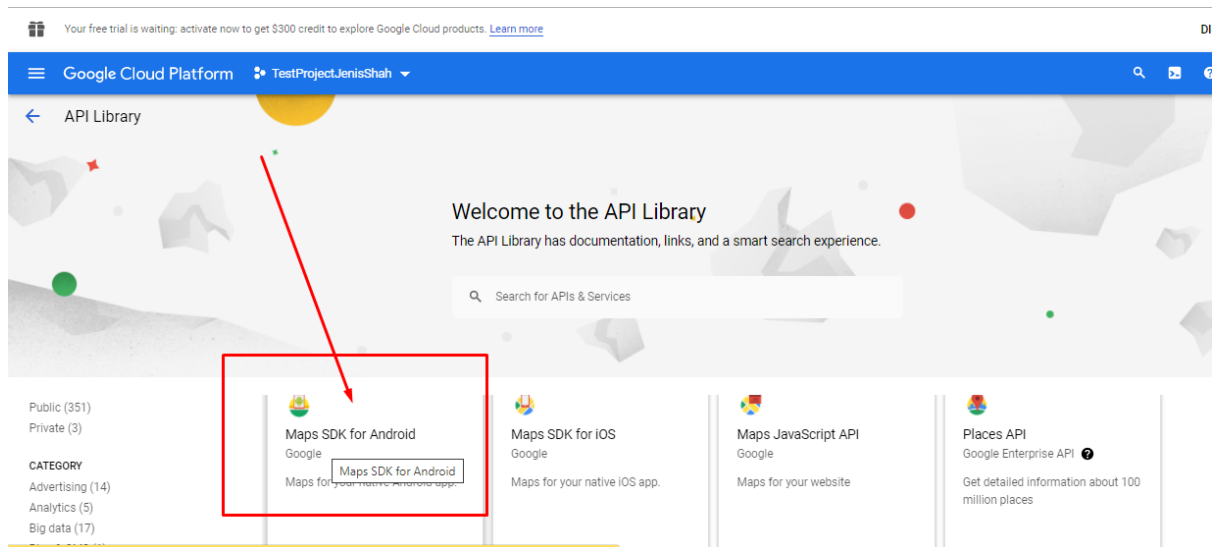 Your free trial is waiting: activate now to get $300 credit to explore Google Cloud products. Learn more
DI
Google Cloud Platform TestProjectJenisShah
API Library
Welcome to the API Library
The API Library has documentation, links, and a smart search experience.
Search for APIs & Services
Public (351)
Private (3)
CATEGORY
Advertising (14)
Analytics (5)
Big data (17)
Maps SDK for Android
Google
Maps SDK for Android
Maps for your native Android app.
Maps SDK for iOS
Google
Maps for your native iOS app.
Maps JavaScript API
Google
Maps for your website
Places API
Google Enterprise API
Get detailed information about 100
million places